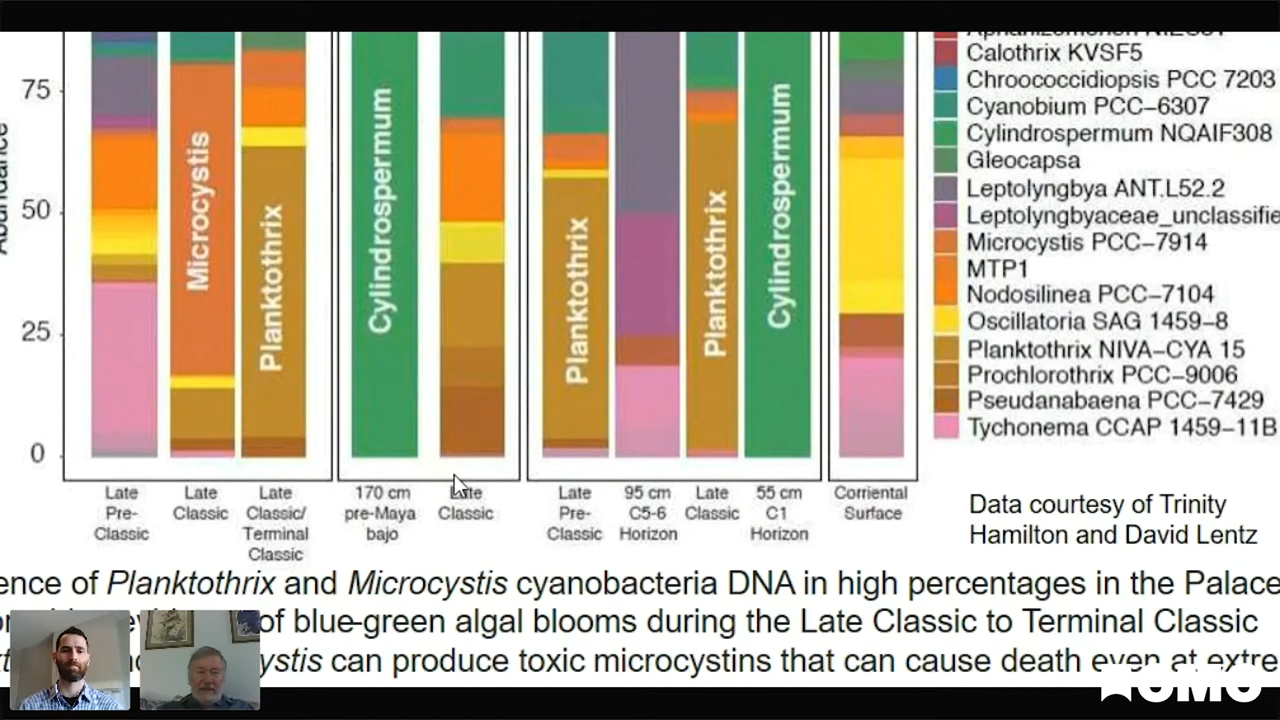 Calothrix KVSF5
75
Chroococcidiopsis PCC 7203
Cyanobium PCC-6307
Cylindrospermum NQAIF308
Gleocapsa
Leptolyngbya ANT.L52.2
50
Microcystis PCC-7914
MTP1
Nodosilinea PCC-7104
25
Oscillatoria SAG 1459-8
Planktothrix NIVA-CYA 15
Prochlorothrix PCC-9006
Pseudanabaena PCC-7429
0
Tychonema CCAP 1459-11B
Abundance
Microcystis
Planktothrix
Cylindrospermum
Planktothrix
Planktothrix
Cylindrospermum
Late
Pre-
Classic
Late
Classic
Late
Classic/
Terminal
Classic
170 cm
pre-Maya
bajo
Late
Classic
Late
Pre-
Classic
95 cm
C5-6
Horizon
Late
Classic
55 cm
C1
Horizon
Corriental
Surface
Data courtesy of Trinity
Hamilton and David Lentz
of Planktothrix and Microcystis cyanobacteria DNA in high percentages in the Palace
of blue-green algal blooms during the Late Classic to Terminal Classic
can produce toxic microcystins that can cause death even at